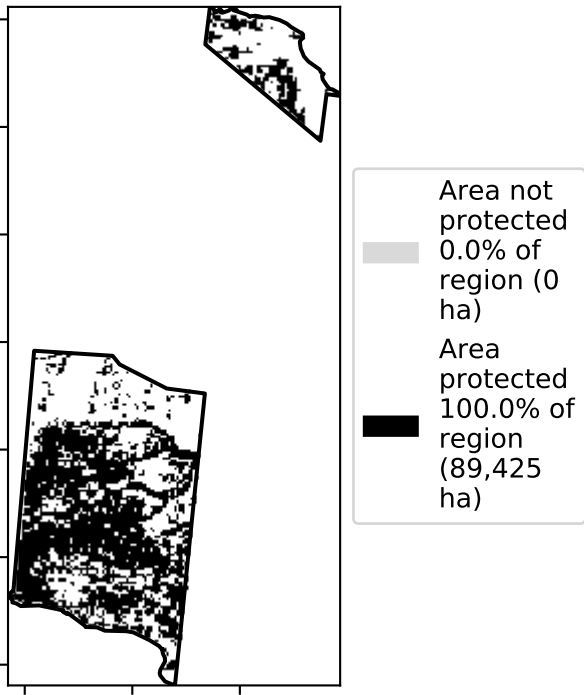 Area not
protected
0.0% of
region (0
ha)
Area
protected
100.0% of
region
(89,425
ha)